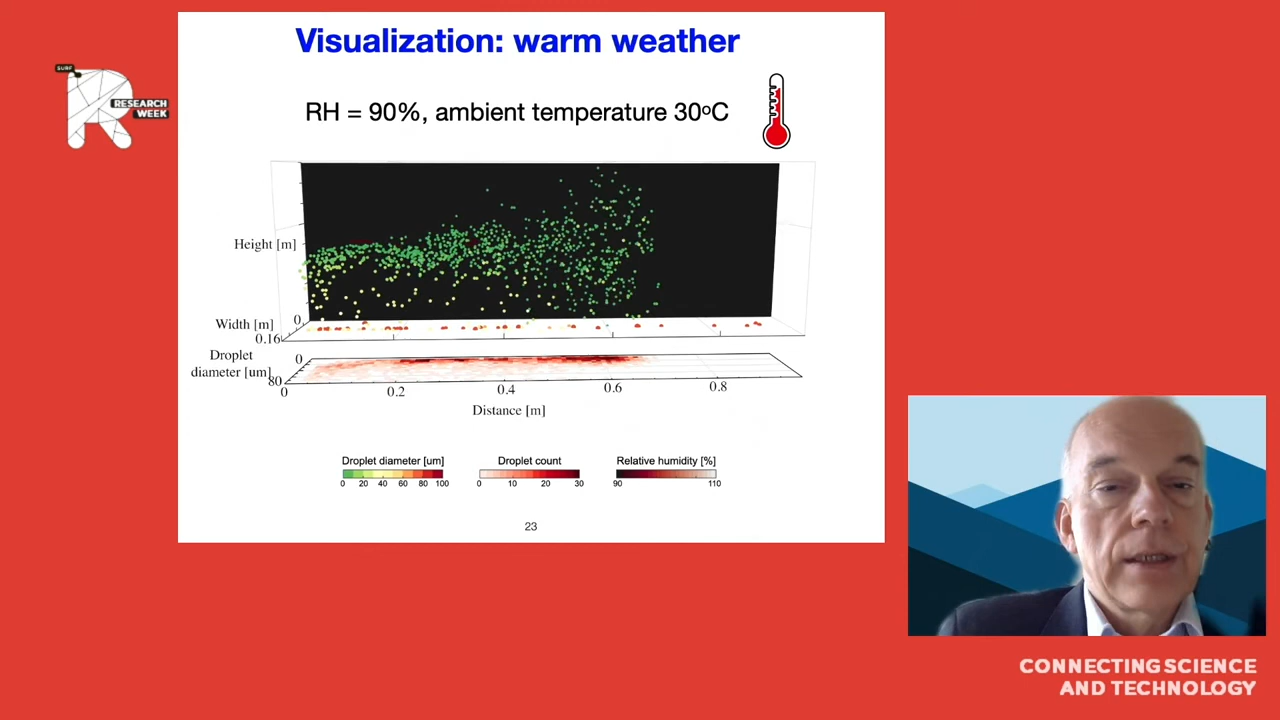 Visualization: warm weather
SURF
RESEARCH
WEEK
RH = 90%, ambient temperature 30°C
Height [m]
0
Width [m]
0.16
Droplet
diameter [um]
0
80
0 0.2 0.4 0.6 0.8
Distance [m]
Droplet diameter [um] Droplet count Relative humidity [%]
0 20 40 60 80 100 0 10 20 30 90 110
23
CONNECTING SCIENCE
AND TECHNOLOGY